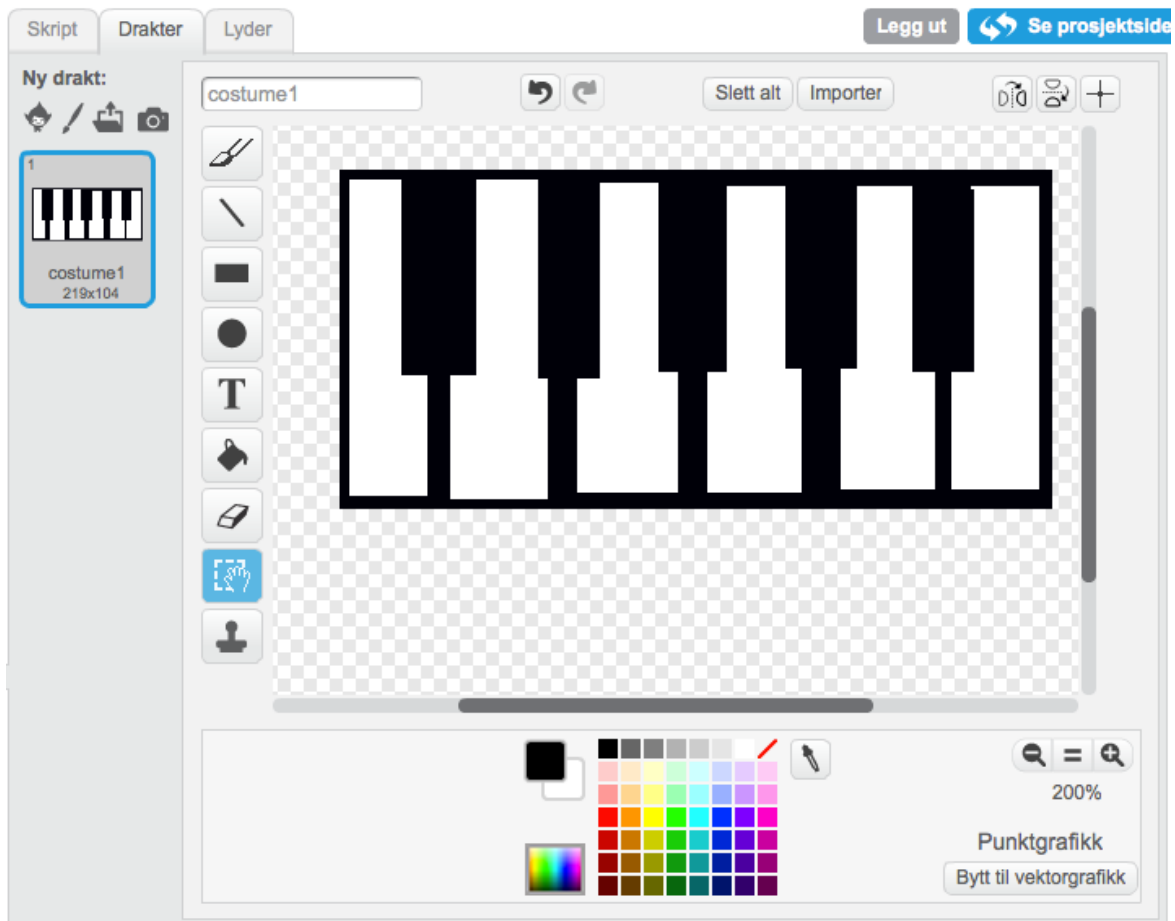 Skript
Drakter
Lyder
Legg ut
Se prosjektside
Ny drakt:
costume1
Slett alt
Importer
1
costume1
219x104
T
200%
Punktgrafikk
Bytt til vektorgrafikk